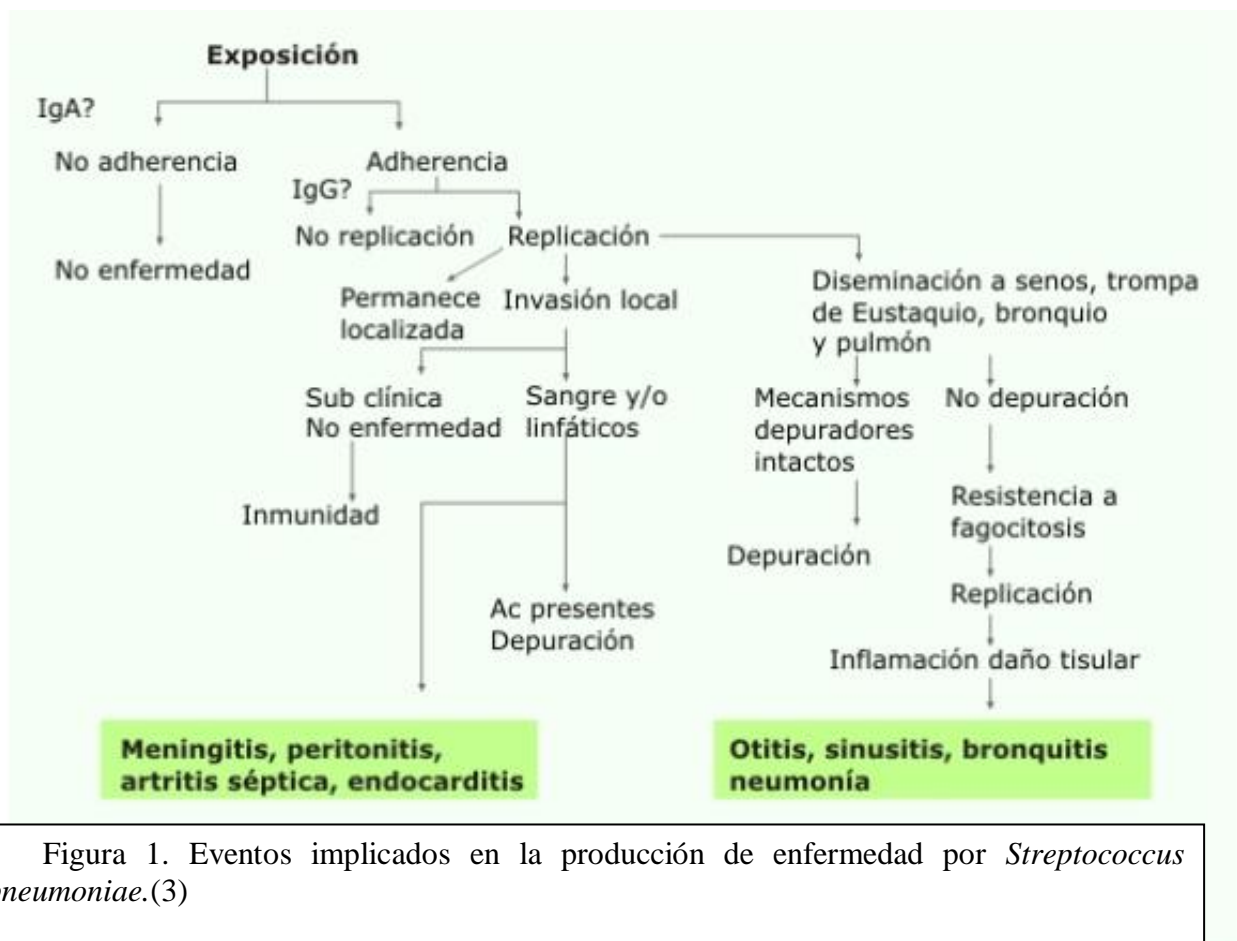 Exposición
IgA?
No adherencia
Adherencia
IgG?
No enfermedad
No replicación
Replicación
Permanece
localizada
Invasión local
Diseminación a senos, trompa
de Eustaquio, bronquio
y pulmón
Sub clínica
No enfermedad
Sangre y/o
linfáticos
Mecanismos
depuradores
intactos
No depuración
Inmunidad
Resistencia a
fagocitosis
Depuración
Replicación
Ac presentes
Depuración
Inflamación daño tisular
Meningitis, peritonitis,
artritis séptica, endocarditis
Otitis, sinusitis, bronquitis
neumonía
Figura 1. Eventos implicados en la producción de enfermedad por Streptococcus
pneumoniae.(3)